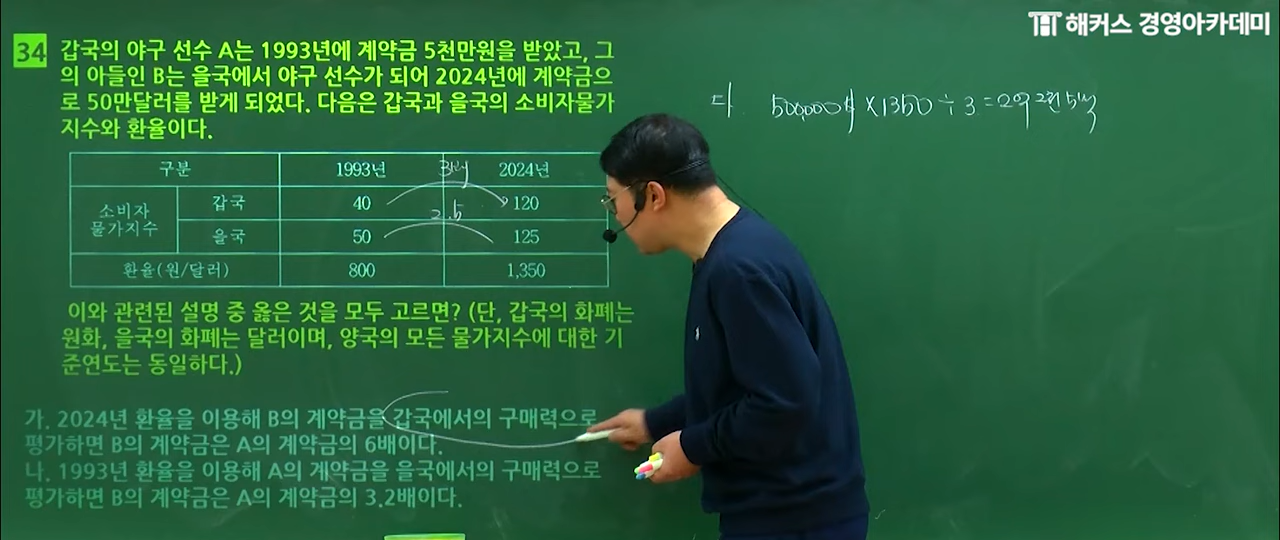 해커스 경영아카데미
34 갑국의 야구 선수 A는 1993년에 계약금 5천만원을 받았고, 그
의 아들인 B는 을국에서 야구 선수가 되어 2024년에 계약금으
로 50만달러를 받게 되었다. 다음은 갑국과 을국의 소비자물가
지수와 환율이다.
구분 1993년 3배 2024년
소비자
물가지수
갑국 40 120
2.5
을국 50 125
환율(원/달러) 800 1,350
이와 관련된 설명 중 옳은 것을 모두 고르면? (단, 갑국의 화폐는
원화, 을국의 화폐는 달러이며, 양국의 모든 물가지수에 대한 기
준연도는 동일하다.)
가. 2024년 환율을 이용해 B의 계약금을 갑국에서의 구매력으로
평가하면 B의 계약금은 A의 계약금의 6배이다.
나. 1993년 환율을 이용해 A의 계약금을 을국에서의 구매력으로
평가하면 B의 계약금은 A의 계약금의 3.2배이다.
500,000$ × 1350 ÷ 3 = 2억 2천 5백